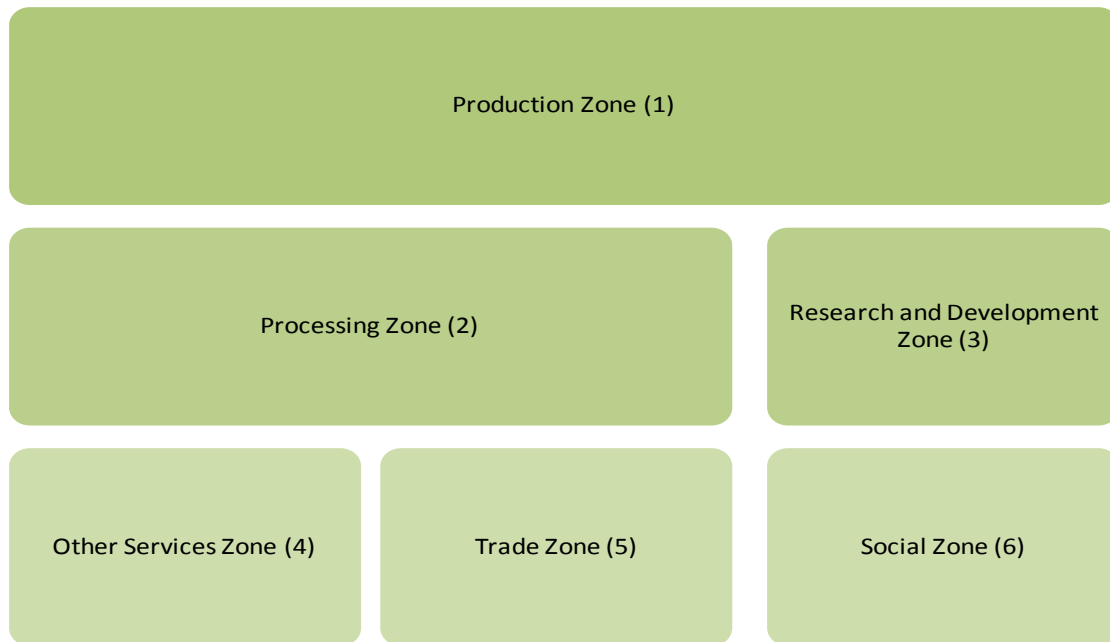 Production Zone (1)
Processing Zone (2)
Research and Development
Zone (3)
Other Services Zone (4)
Trade Zone (5)
Social Zone (6)